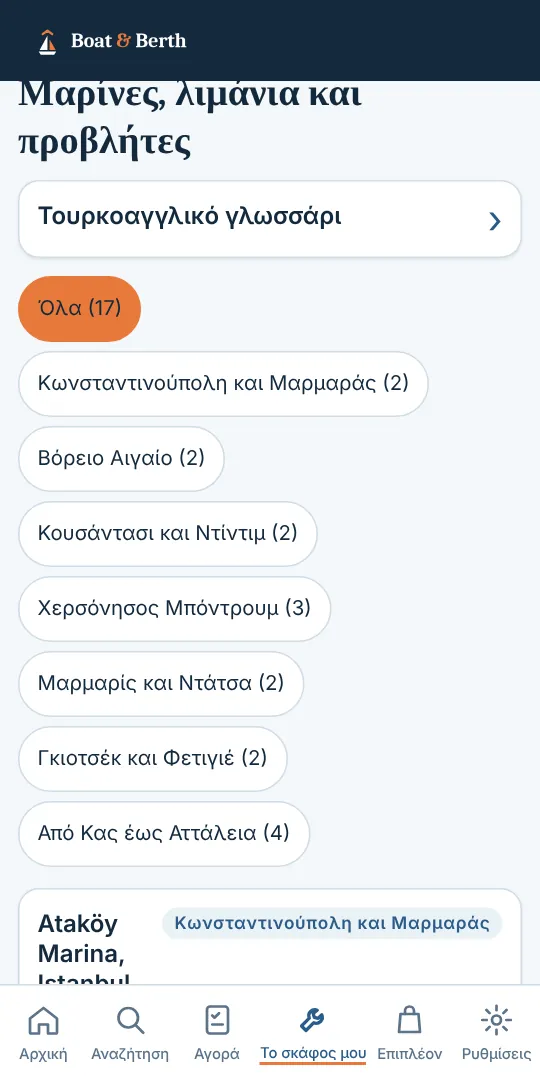 Boat & Berth
Μαρίνες, λιμάνια και
προβλήτες
Τουρκοαγγλικό γλωσσάρι
Όλα (17)
Κωνσταντινούπολη και Μαρμαράς (2)
Βόρειο Αιγαίο (2)
Κουσάντασι και Ντίντιμ (2)
Χερσόνησος Μπόντρουμ (3)
Μαρμαρίς και Ντάτσα (2)
Γκιοτσέκ και Φετιγιέ (2)
Από Κας έως Αττάλεια (4)
Ataköy
Marina,
Istanbul
Κωνσταντινούπολη και Μαρμαράς
Αρχική
Αναζήτηση
Αγορά
Το σκάφος μου
Επιπλέον
Ρυθμίσεις